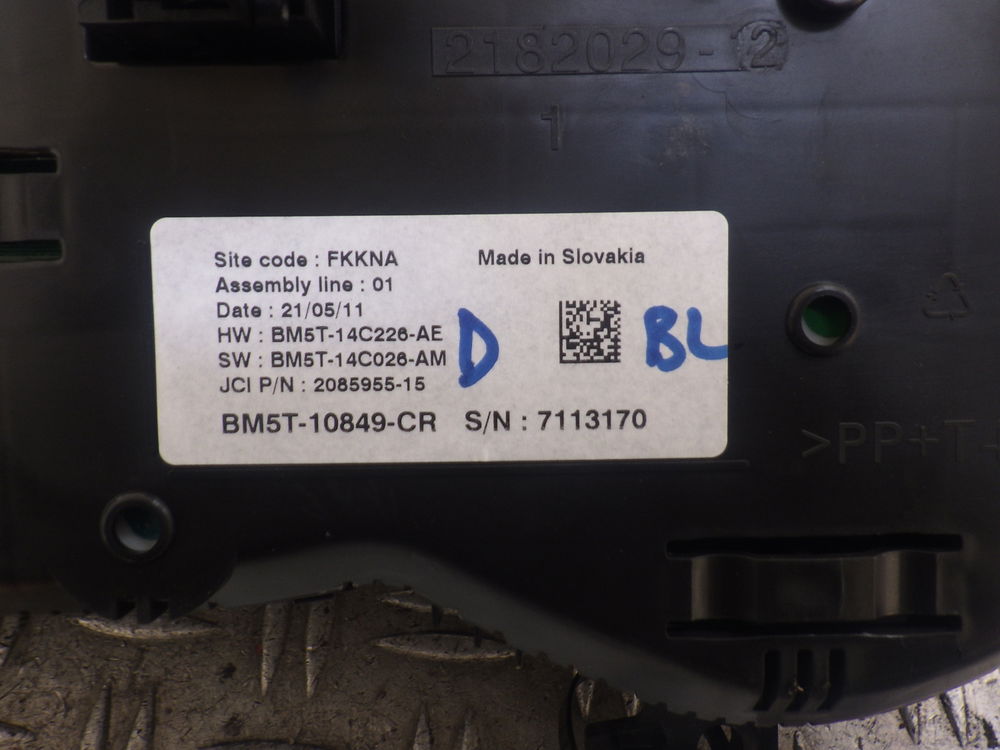 2182029-12
1
Site code : FKKNA
Made in Slovakia
Assembly line : 01
Date : 21/05/11
HW : BM5T-14C226-AE
SW : BM5T-14C026-AM
D
BL
JCI P/N : 2085955-15
BM5T-10849-CR S/N : 7113170
>PP+T-